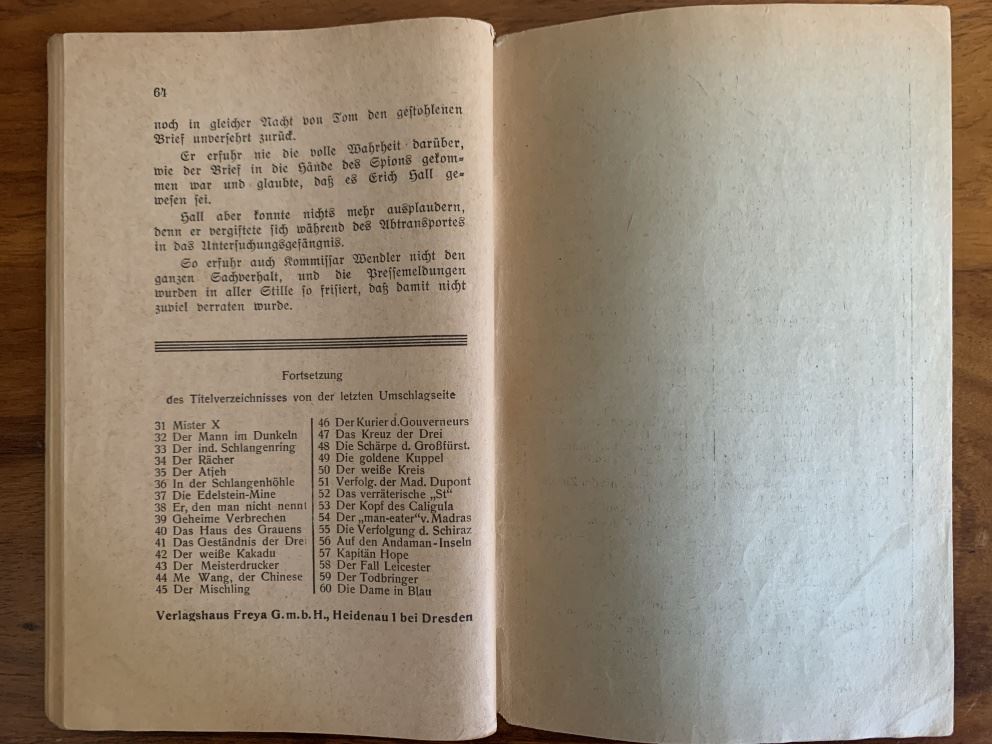 64
noch in gleicher Nacht von Tom den gestohlenen
Brief unversehrt zurück.
Er erfuhr nie die volle Wahrheit darüber,
wie der Brief in die Hände des Spions gekom-
men war und glaubte, daß es Erich Hall ge-
wesen sei.
Hall aber konnte nichts mehr ausplaudern,
denn er vergiftete sich während des Abtransportes
in das Untersuchungsgefängnis.
So erfuhr auch Kommissar Wendler nicht den
ganzen Sachverhalt, und die Pressemeldungen
wurden in aller Stille so frisiert, daß damit nicht
zuviel verraten wurde.
Fortsetzung
des Titelverzeichnisses von der letzten Umschlagseite
31 Mister X
32 Der Mann im Dunkeln
33 Der ind. Schlangenring
34 Der Rächer
35 Der Atjeh
36 In der Schlangenhöhle
37 Die Edelstein-Mine
38 Er, den man nicht nennt
39 Geheime Verbrechen
40 Das Haus des Grauens
41 Das Geständnis der Drei
42 Der weiße Kakadu
43 Der Meisterdrucker
44 Me Wang, der Chinese
45 Der Mischling
46 Der Kurier d. Gouverneurs
47 Das Kreuz der Drei
48 Die Schärpe d. Großfürst.
49 Die goldene Kuppel
50 Der weiße Kreis
51 Verfolg. der Mad. Dupont
52 Das verräterische „St“
53 Der Kopf des Caligula
54 Der „man-eater“ v. Madras
55 Die Verfolgung d. Schiraz
56 Auf den Andaman-Inseln
57 Kapitän Hope
58 Der Fall Leicester
59 Der Todbringer
60 Die Dame in Blau
Verlagshaus Freya G.m.b.H., Heidenau 1 bei Dresden